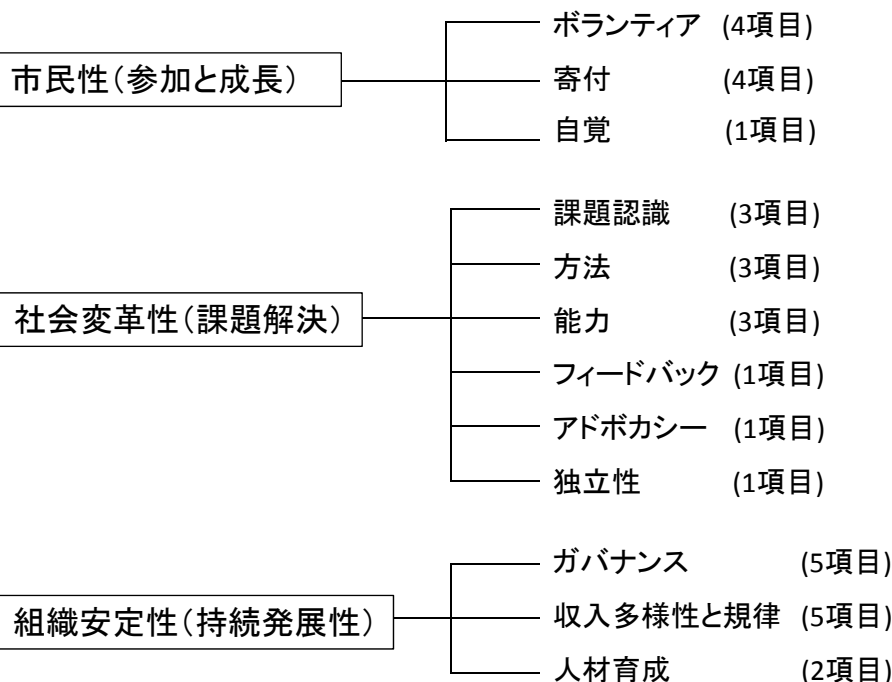 市民性(参加と成長)
ボランティア (4項目)
寄付 (4項目)
自覚 (1項目)
社会変革性(課題解決)
課題認識 (3項目)
方法 (3項目)
能力 (3項目)
フィードバック (1項目)
アドボカシー (1項目)
独立性 (1項目)
組織安定性(持続発展性)
ガバナンス (5項目)
収入多様性と規律 (5項目)
人材育成 (2項目)